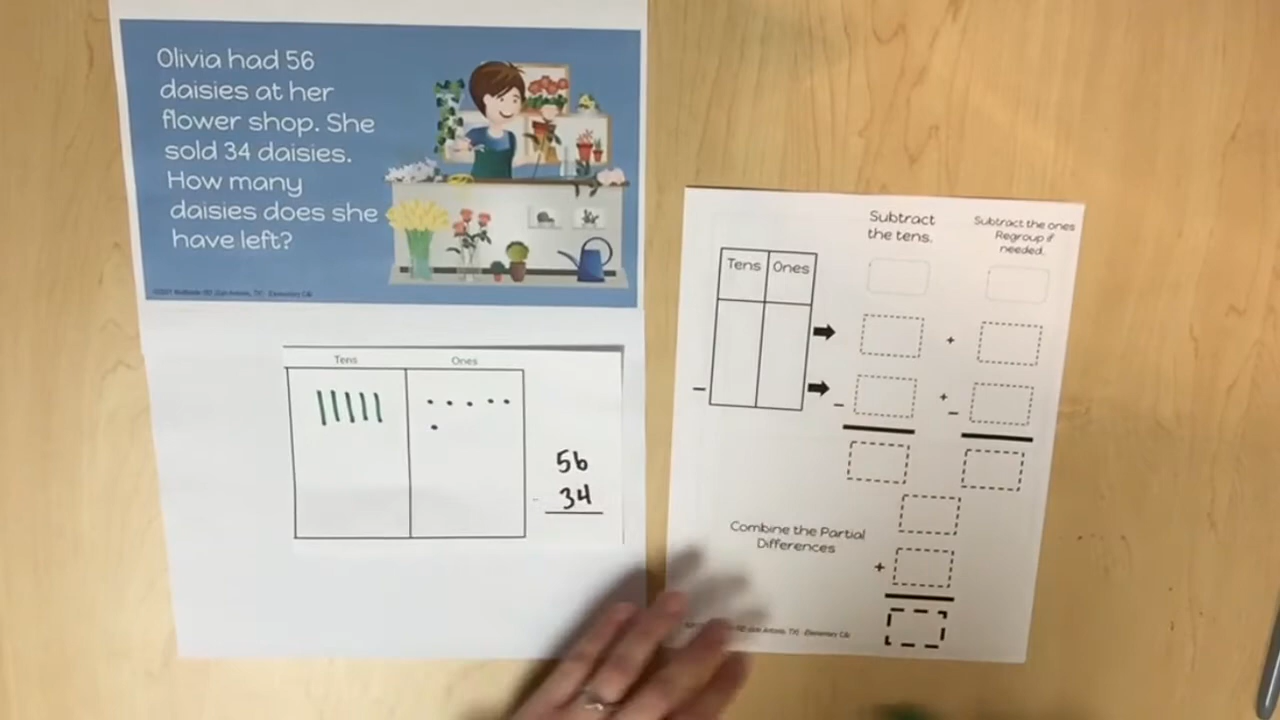 Olivia had 56
daisies at her
flower shop. She
sold 34 daisies.
How many
daisies does she
have left?
Tens Ones
56
- 34
Subtract
the tens.
Subtract the ones
Regroup if
needed.
Tens Ones
+
+
-
-
-
Combine the Partial
Differences
+